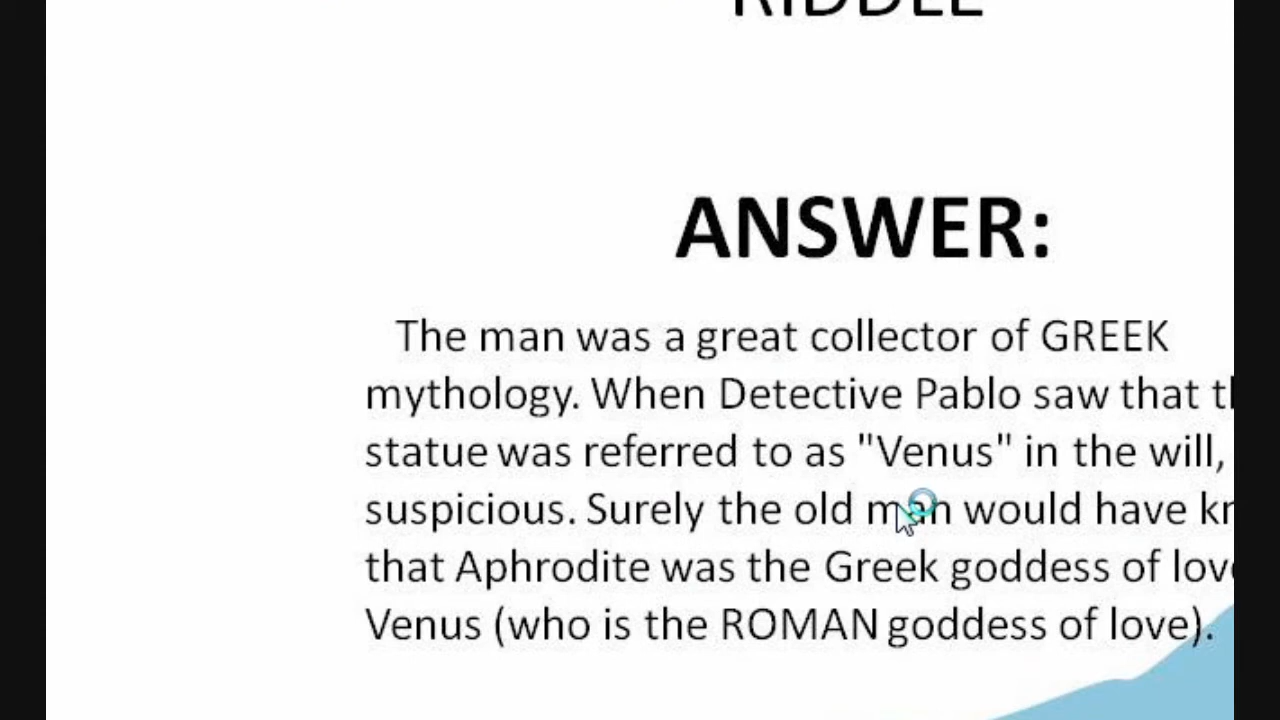 RIDDLE
ANSWER:
The man was a great collector of GREEK
mythology. When Detective Pablo saw that
statue was referred to as "Venus" in the will,
suspicious. Surely the old man would have
that Aphrodite was the Greek goddess of
Venus (who is the ROMAN goddess of love).